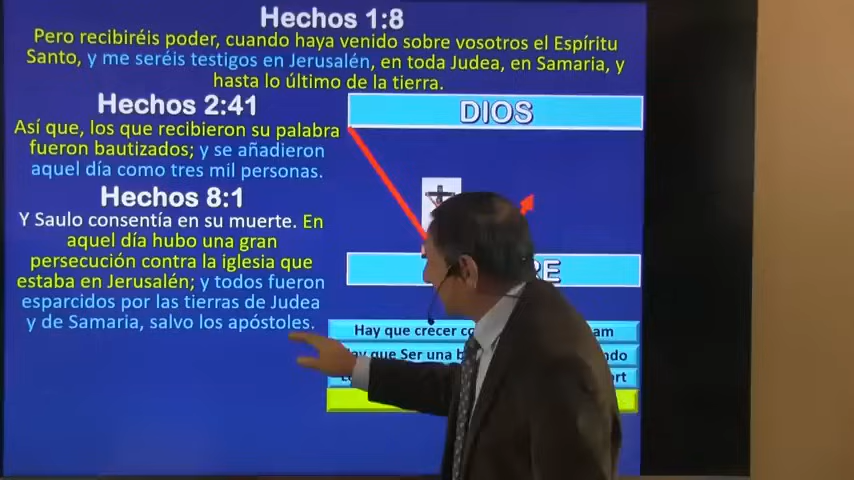 Hechos 1:8
Pero recibiréis poder, cuando haya venido sobre vosotros el Espíritu
Santo, y me seréis testigos en Jerusalén, en toda Judea, en Samaria, y
hasta lo último de la tierra.
Hechos 2:41
Así que, los que recibieron su palabra
fueron bautizados; y se añadieron
aquel día como tres mil personas.
Hechos 8:1
Y Saulo consentía en su muerte. En
aquel día hubo una gran
persecución contra la iglesia que
estaba en Jerusalén; y todos fueron
esparcidos por las tierras de Judea
y de Samaria, salvo los apóstoles.
DIOS
Hay que crecer
que Ser una